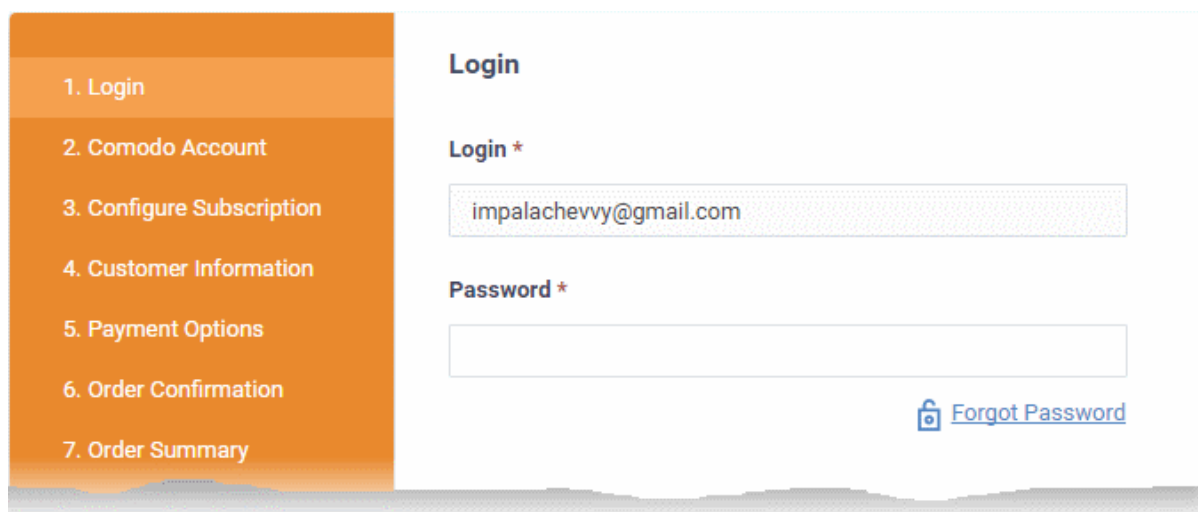 1. Login
2. Comodo Account
3. Configure Subscription
4. Customer Information
5. Payment Options
6. Order Confirmation
7. Order Summary
Login
Login *
impalachevvy@gmail.com
Password *
Forgot Password